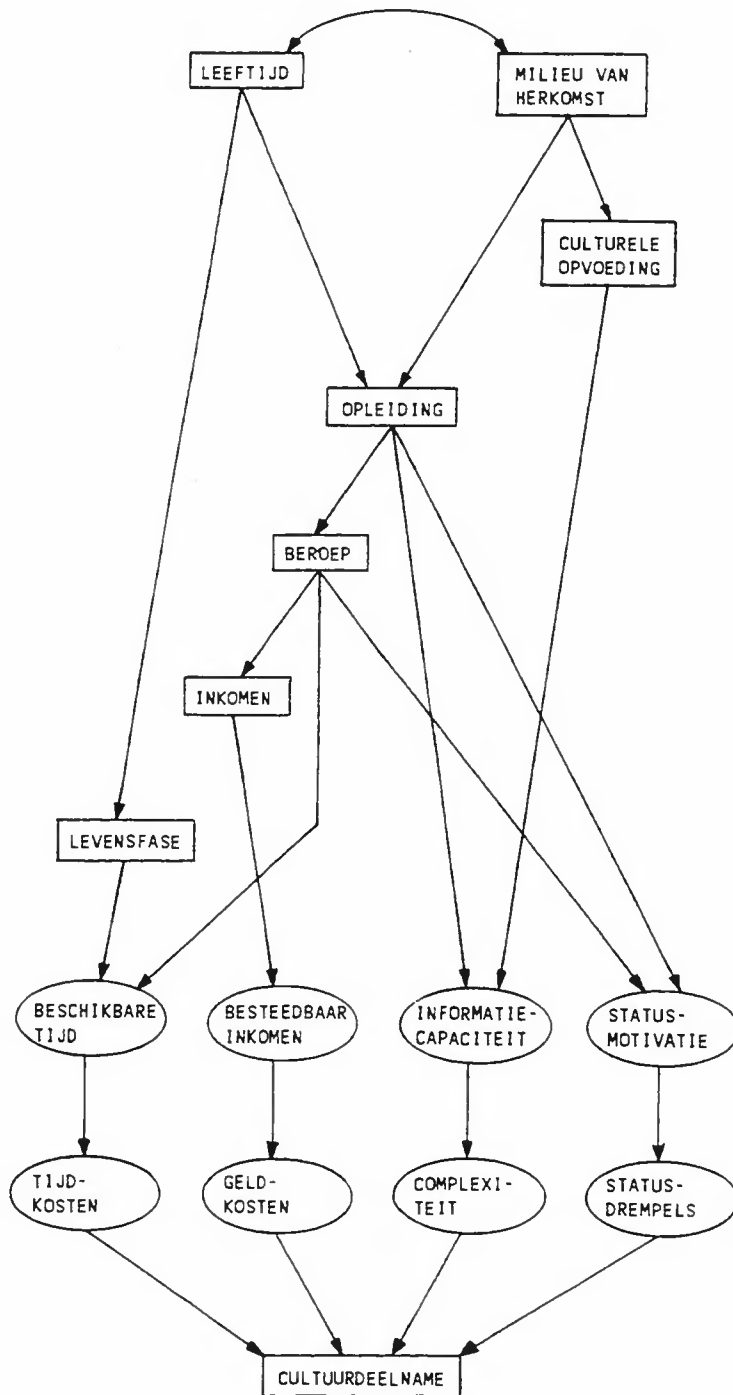 LEEFTIJD
MILIEU VAN
HERKOMST
CULTURELE
OPVOEDING
OPLEIDING
BEROEP
INKOMEN
LEVENSFASE
BESCHIKBARE
TIJD
BESTEEDBAAR
INKOMEN
INFORMATIE-
CAPACITEIT
STATUS-
MOTIVATIE
TIJD-
KOSTEN
GELD-
KOSTEN
COMPLEXI-
TEIT
STATUS-
DREMPELS
CULTUURDEELNAME